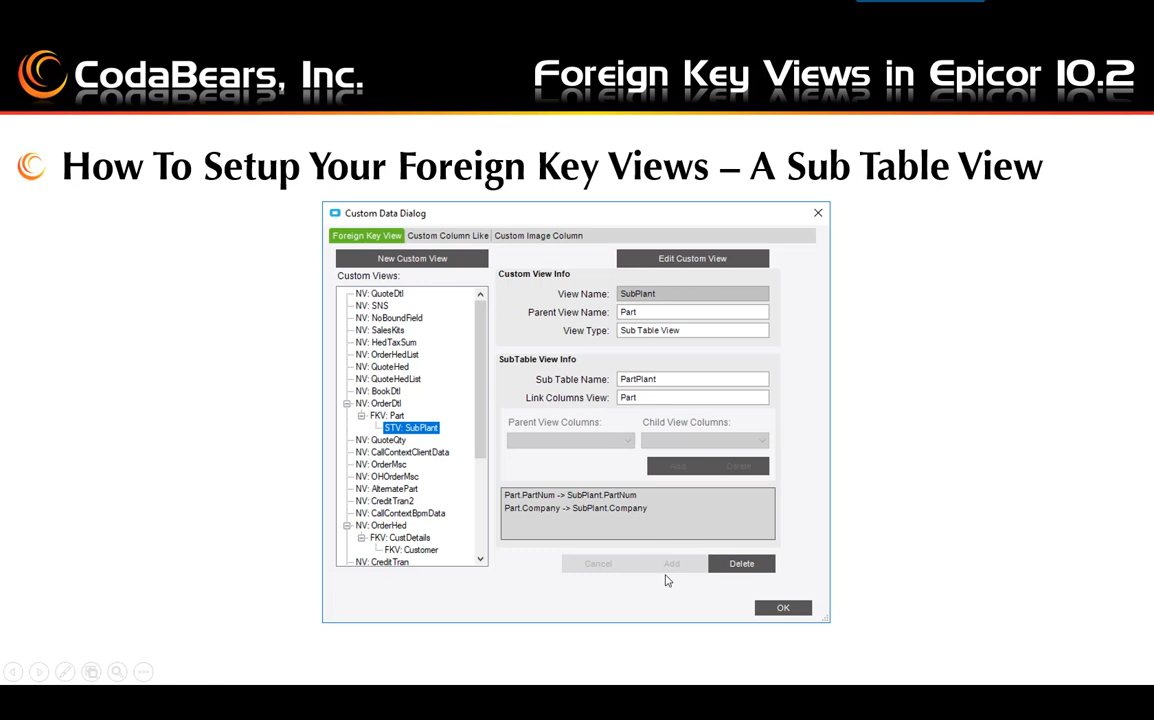 CodaBears, Inc.
Foreign Key Views in Epicor 10.2
How To Setup Your Foreign Key Views – A Sub Table View
Custom Data Dialog
Foreign Key View Custom Column Like Custom Image Column
New Custom View
Custom Views:
NV: QuoteDtl
NV: SNS
NV: NoBoundField
NV: SalesKits
NV: HedTaxSum
NV: OrderHedList
NV: QuoteHed
NV: QuoteHedList
NV: BookDtl
NV: OrderDtl
FKV: Part
STV: SubPlant
NV: QuoteQty
NV: CallContextClientData
NV: OrderMsc
NV: OHOrderMsc
NV: AlternatePart
NV: CreditTran2
NV: CallContextBpmData
NV: OrderHed
FKV: CustDetails
FKV: Customer
NV: CreditTran
Edit Custom View
Custom View Info
View Name: SubPlant
Parent View Name: Part
View Type: Sub Table View
SubTable View Info
Sub Table Name: PartPlant
Link Columns View: Part
Parent View Columns: Child View Columns:
Add Delete
Part.PartNum -> SubPlant.PartNum
Part.Company -> SubPlant.Company
Cancel Add Delete
OK